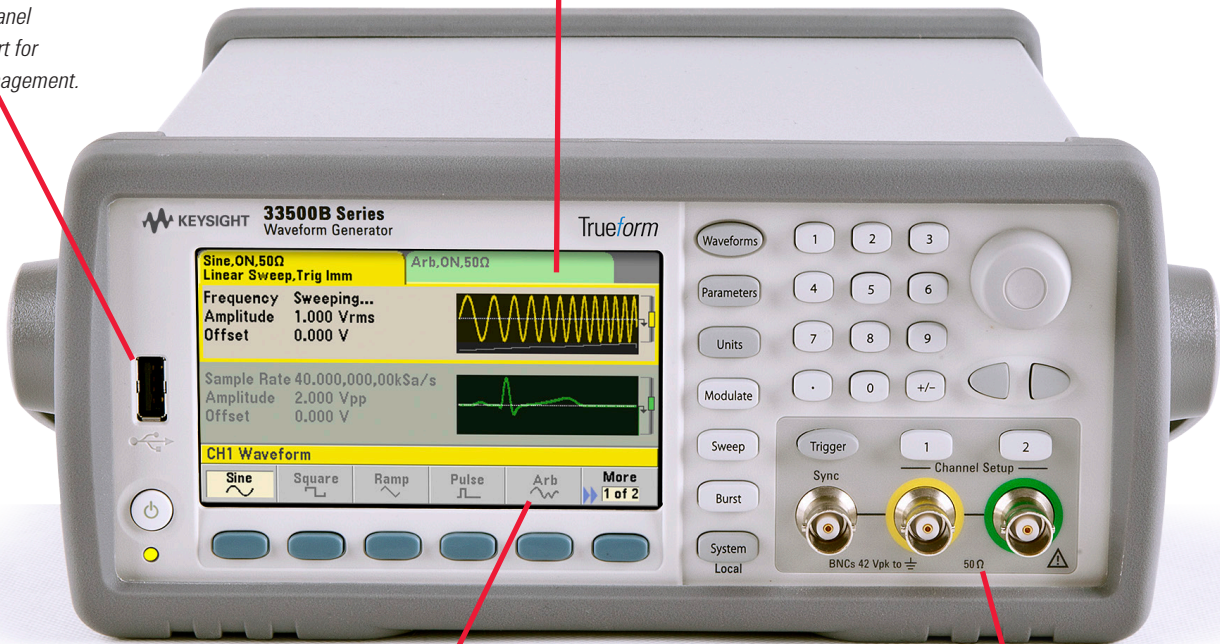 anel
rt for
agement.
KEYSIGHT 33500B Series
Waveform Generator
Trueform
Sine,ON,50Ω
Linear Sweep,Trig Imm
Arb,ON,50Ω
Frequency Sweeping...
Amplitude 1.000 Vrms
Offset 0.000 V
Sample Rate 40.000,000,00kSa/s
Amplitude 2.000 Vpp
Offset 0.000 V
CH1 Waveform
Sine Square Ramp Pulse Arb More
1 of 2
Waveforms 1 2 3
Parameters 4 5 6
Units 7 8 9
Modulate . 0 +/-
Sweep Trigger 1 2
Channel Setup
Sync
Burst
System
Local
BNCs 42 Vpk to 50 Ω